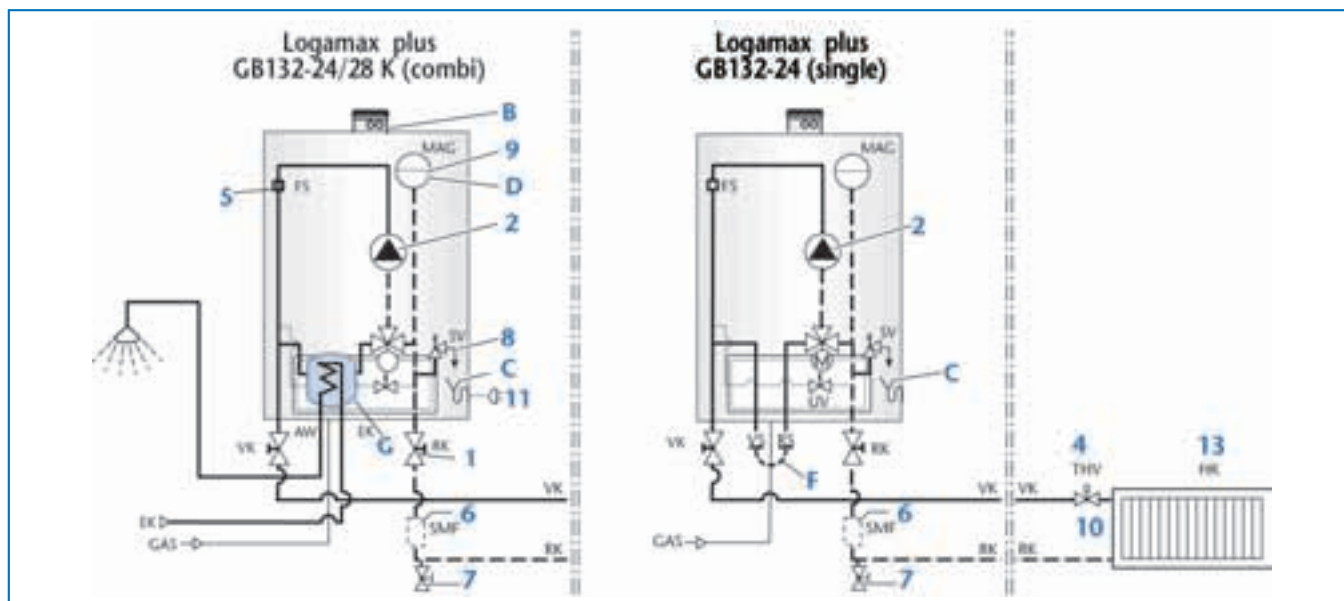 Logamax plus
GB132-24/28 K (combi)
B
MAG
9
5
FS
D
2
SV
8
C
11
AW
EK
G
VK
RK
1
VK
EK
6
SMF
GAS
RK
7
Logamax plus
GB132-24 (single)
MAG
FS
2
SV
C
UV
VK
VS
RS
RK
F
4
13
THV
HK
VK
VK
6
10
SMF
GAS
RK
RK
7